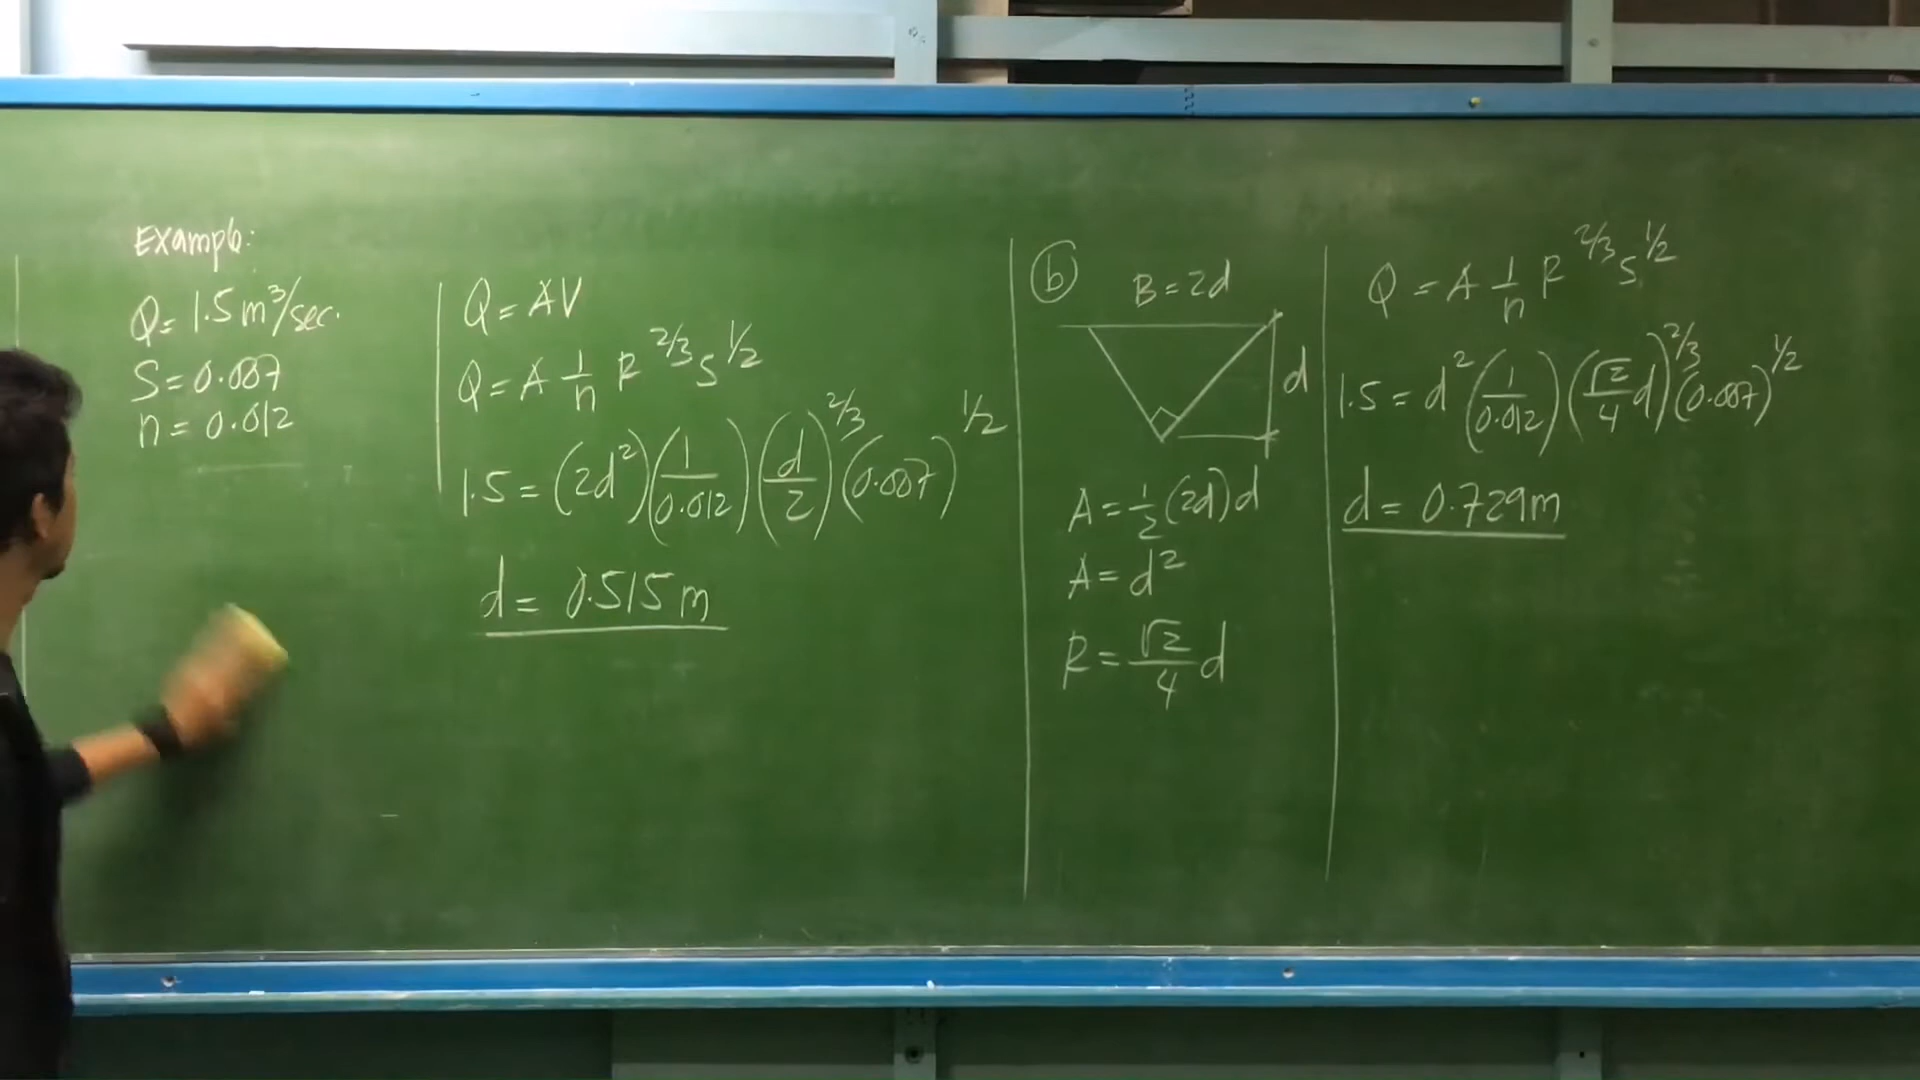 Example:
Q = 1.5 m³/sec.
S = 0.007
n = 0.012
Q = AV
Q = A 1/n R^2/3 S^1/2
1.5 = (2d²)(1/0.012)(d/2)^2/3 (0.007)^1/2
d = 0.515 m
b
B = 2d
d
A = 1/2 (2d) d
A = d²
R = √2/4 d
Q = A 1/n R^2/3 S^1/2
1.5 = d² (1/0.012)(√2/4 d)^2/3 (0.007)^1/2
d = 0.729m